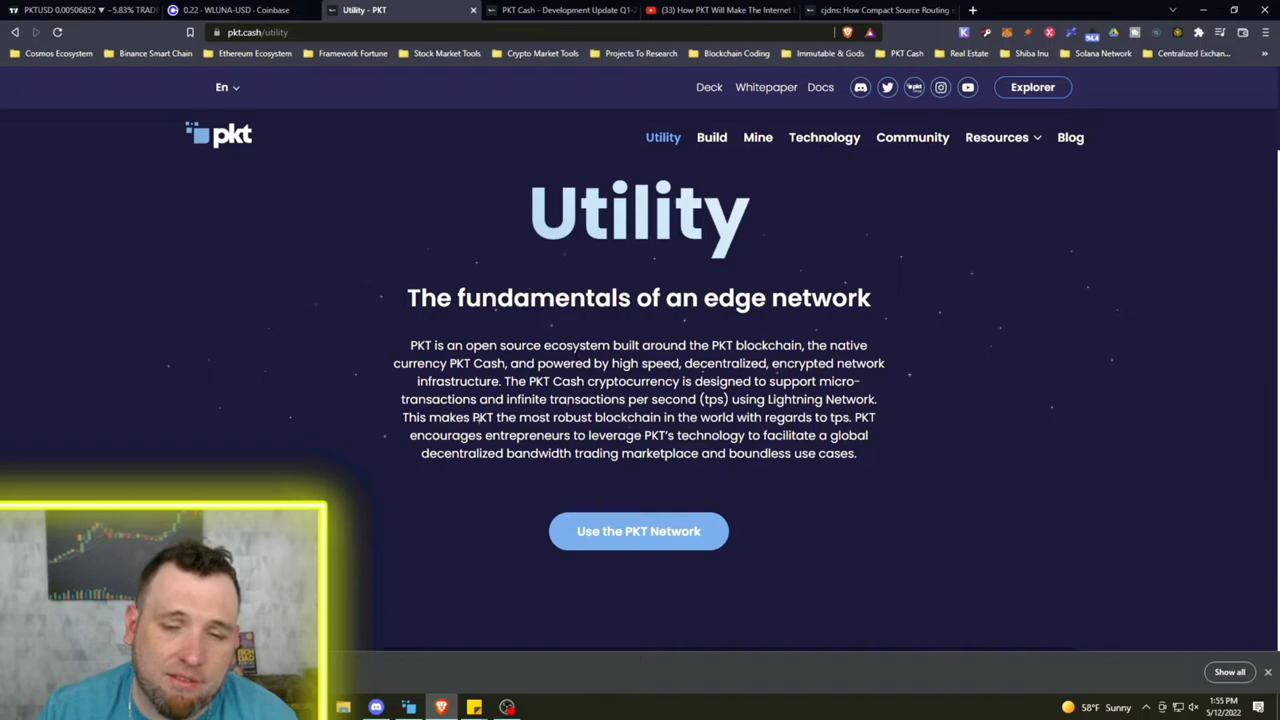 PKTUSD 0.00506852 ▼ −5.83% TRADI
0.22 - WLUNA-USD - Coinbase
Utility - PKT
PKT Cash - Development Update Q1-2
(33) How PKT Will Make The Internet I
cjdns: How Compact Source Routing w
pkt.cash/utility
Cosmos Ecosystem
Binance Smart Chain
Ethereum Ecosystem
Framework Fortune
Stock Market Tools
Crypto Market Tools
Projects To Research
Blockchain Coding
Immutable & Gods
PKT Cash
Real Estate
Shiba Inu
Solana Network
Centralized Exchan...
En
Deck
Whitepaper
Docs
Explorer
pkt
Utility
Build
Mine
Technology
Community
Resources
Blog
Utility
The fundamentals of an edge network
PKT is an open source ecosystem built around the PKT blockchain, the native
currency PKT Cash, and powered by high speed, decentralized, encrypted network
infrastructure. The PKT Cash cryptocurrency is designed to support micro-
transactions and infinite transactions per second (tps) using Lightning Network.
This makes PKT the most robust blockchain in the world with regards to tps. PKT
encourages entrepreneurs to leverage PKT's technology to facilitate a global
decentralized bandwidth trading marketplace and boundless use cases.
Use the PKT Network
RICH
DAD
Show all
58°F Sunny
1:55 PM
5/12/2022